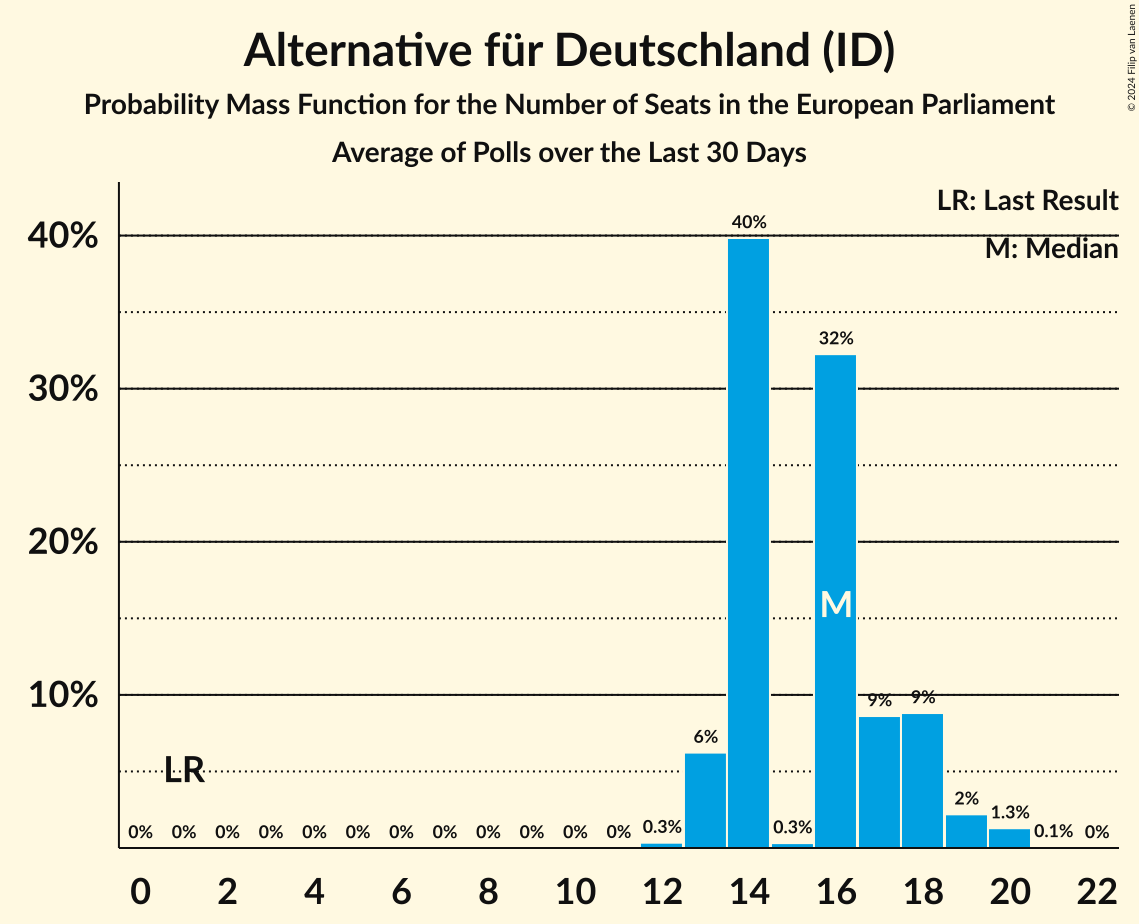 Alternative für Deutschland (ID)
Probability Mass Function for the Number of Seats in the European Parliament
Average of Polls over the Last 30 Days
© 2024 Filip van Laenen
LR: Last Result
M: Median
40%
30%
20%
10%
40%
32%
M
9% 9%
6%
LR
2%
1.3%
0% 0% 0% 0% 0% 0% 0% 0% 0% 0% 0% 0% 0.3% 0.3% 0.1% 0%
0 2 4 6 8 10 12 14 16 18 20 22